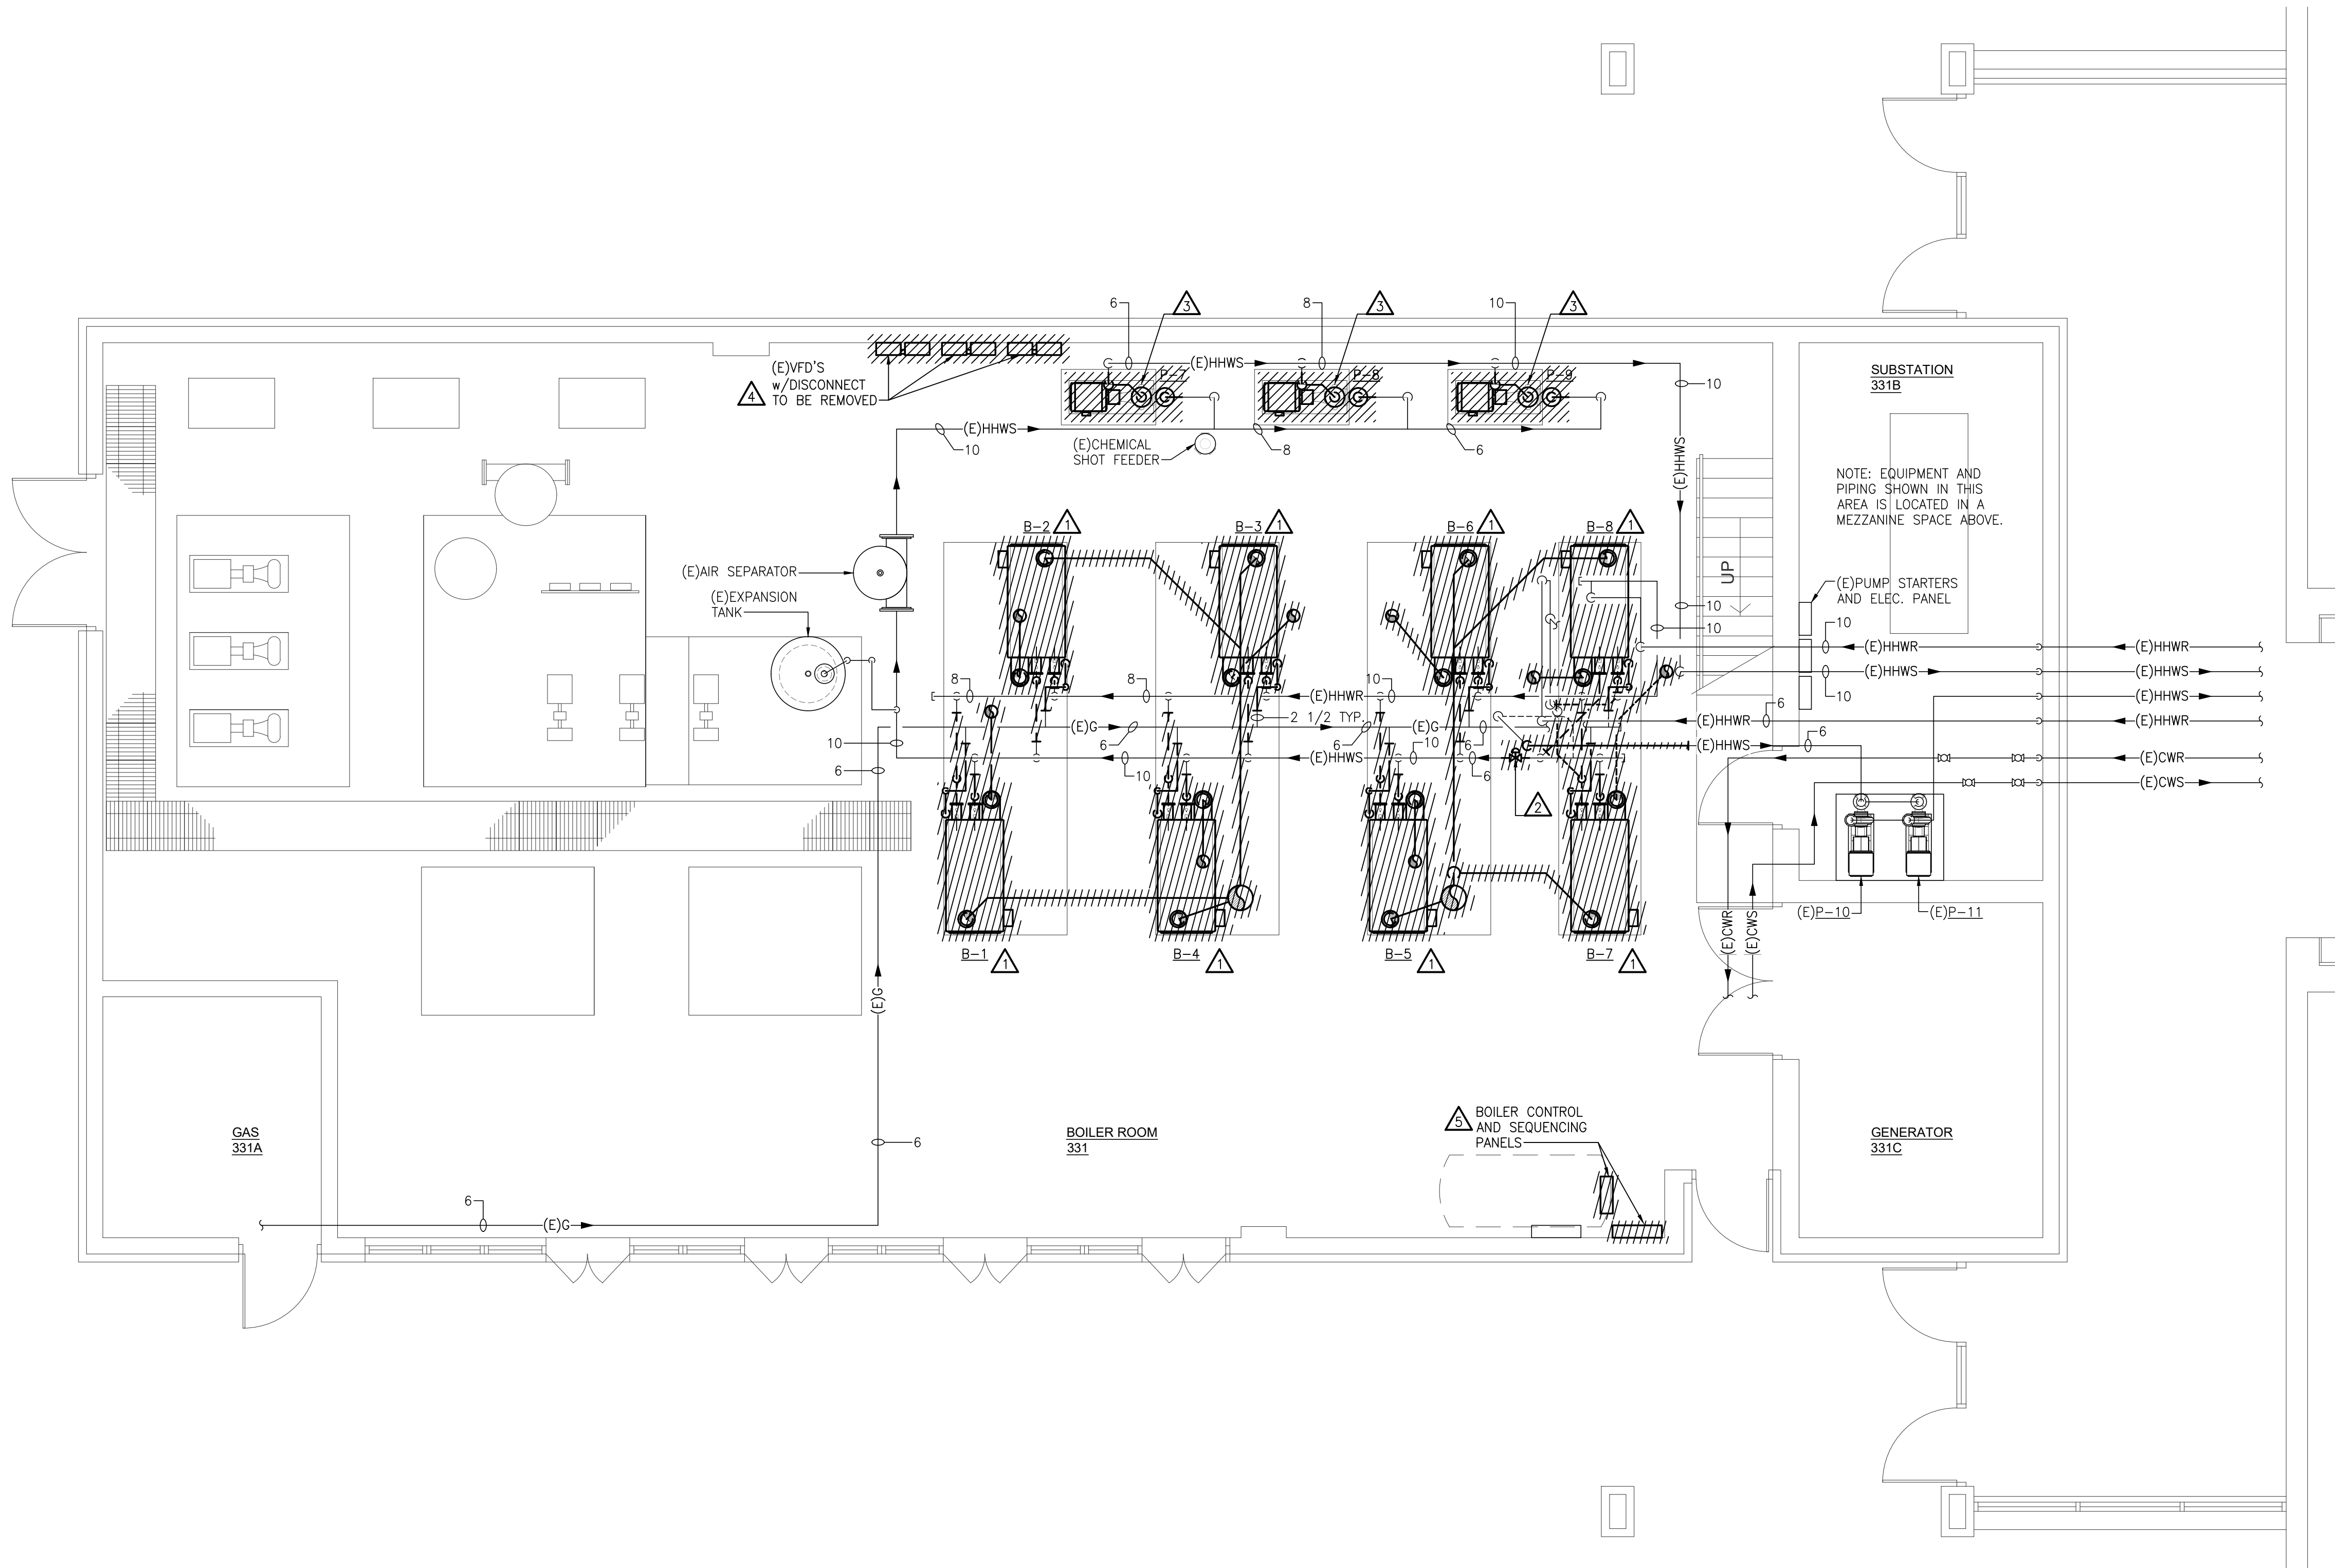 6
3
8
3
10
3
(E)VFD'S
w/DISCONNECT
TO BE REMOVED
4
(E)HHWS
P-7
P-8
P-9
10
SUBSTATION
331B
(E)HHWS
10
(E)CHEMICAL
SHOT FEEDER
8
6
(E)HHWS
NOTE: EQUIPMENT AND
PIPING SHOWN IN THIS
AREA IS LOCATED IN A
MEZZANINE SPACE ABOVE.
B-2
1
B-3
1
B-6
1
B-8
1
(E)AIR SEPARATOR
(E)EXPANSION
TANK
UP
(E)PUMP STARTERS
AND ELEC. PANEL
10
10
10
(E)HHWR
(E)HHWR
(E)HHWS
(E)HHWS
10
8
8
(E)HHWR
10
(E)HHWS
6
2 1/2 TYP.
(E)G
6
6
(E)G
6
(E)HHWR
(E)HHWR
10
6
10
(E)HHWS
10
6
(E)HHWS
6
(E)CWR
(E)CWS
2
(E)P-10
(E)P-11
(E)CWR
(E)CWS
B-1
1
B-4
1
B-5
1
B-7
1
(E)G
6
GAS
331A
BOILER ROOM
331
5
BOILER CONTROL
AND SEQUENCING
PANELS
GENERATOR
331C
6
(E)G